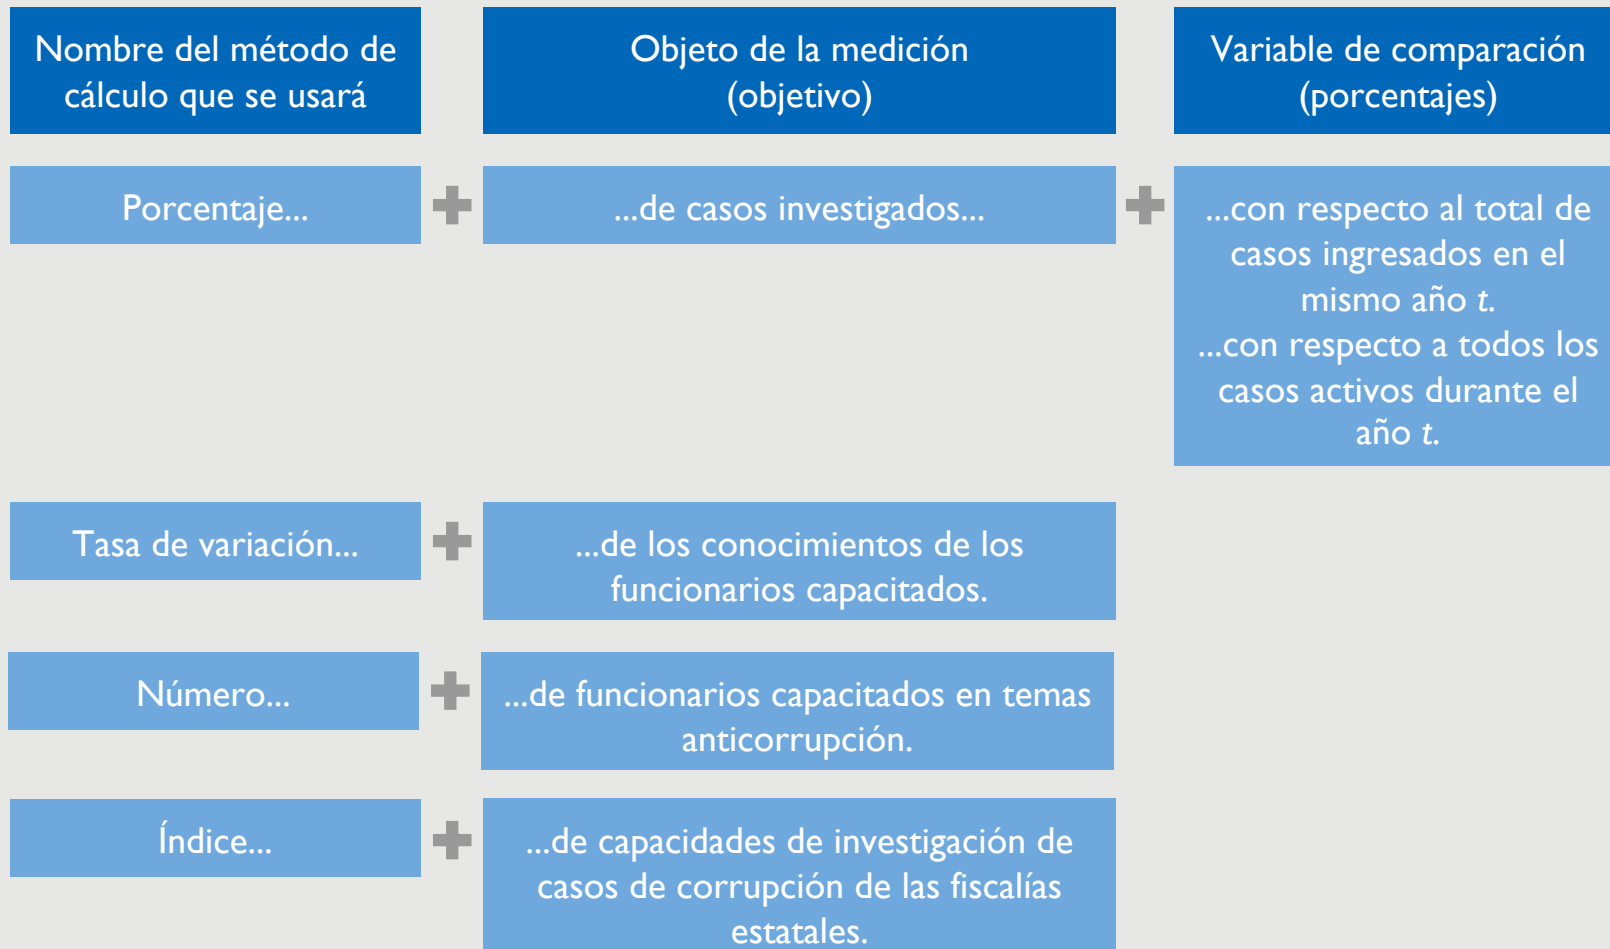 Nombre del método de
cálculo que se usará
Objeto de la medición
(objetivo)
Variable de comparación
(porcentajes)
Porcentaje...
...de casos investigados...
...con respecto al total de
casos ingresados en el
mismo año t.
...con respecto a todos los
casos activos durante el
año t.
Tasa de variación...
...de los conocimientos de los
funcionarios capacitados.
Número...
...de funcionarios capacitados en temas
anticorrupción.
Índice...
...de capacidades de investigación de
casos de corrupción de las fiscalías
estatales.